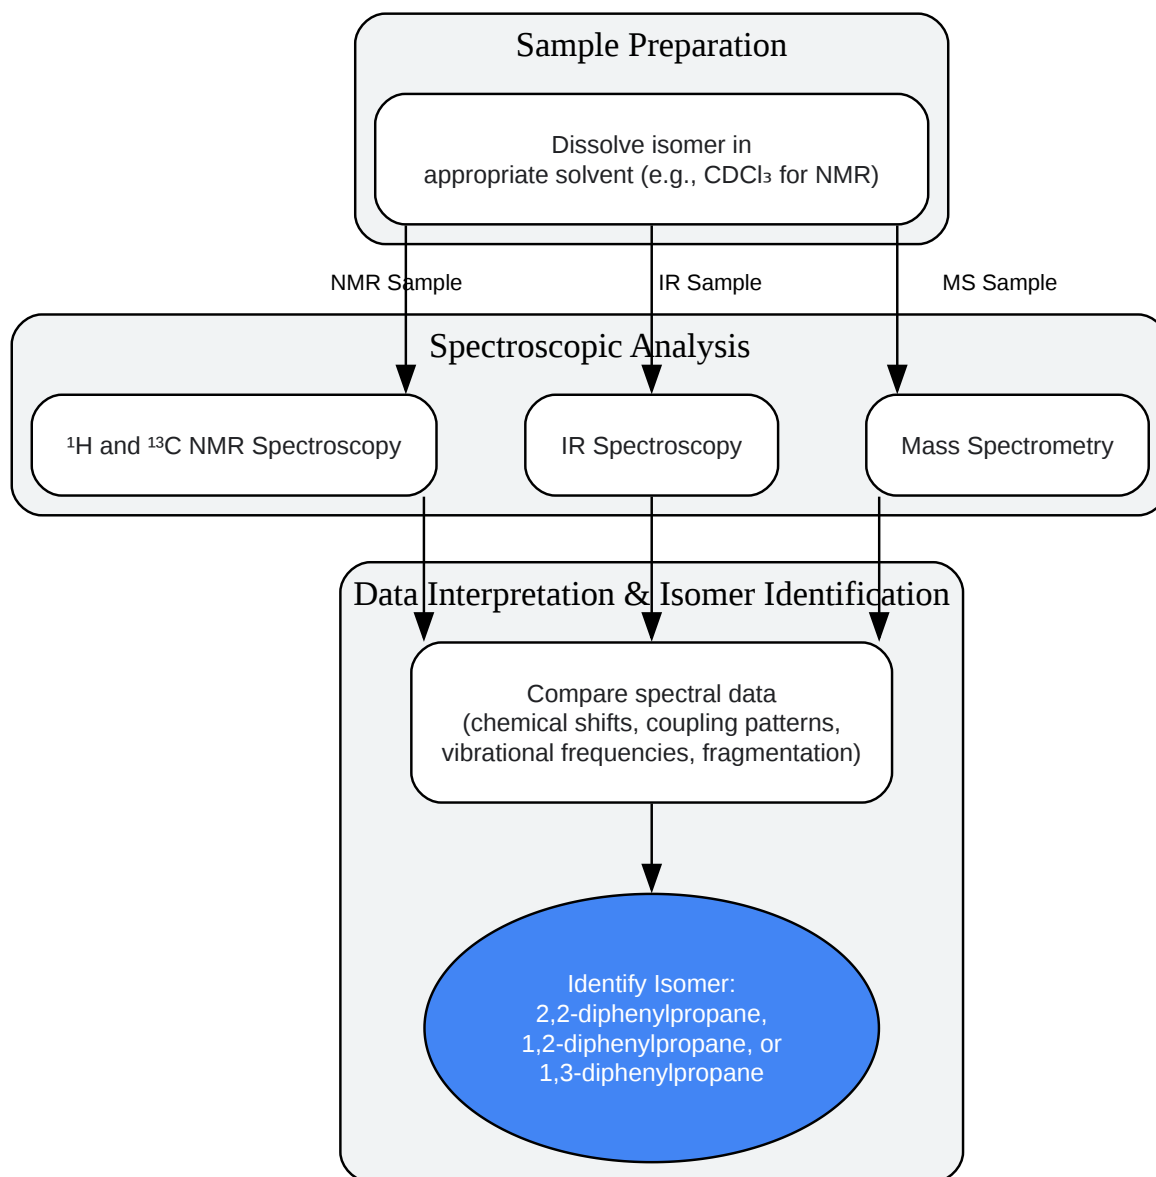 Sample Preparation
Dissolve isomer in
appropriate solvent (e.g., CDCl₃ for NMR)
NMR Sample
IR Sample
MS Sample
Spectroscopic Analysis
¹H and ¹³C NMR Spectroscopy
IR Spectroscopy
Mass Spectrometry
Data Interpretation & Isomer Identification
Compare spectral data
(chemical shifts, coupling patterns,
vibrational frequencies, fragmentation)
Identify Isomer:
2,2-diphenylpropane,
1,2-diphenylpropane, or
1,3-diphenylpropane